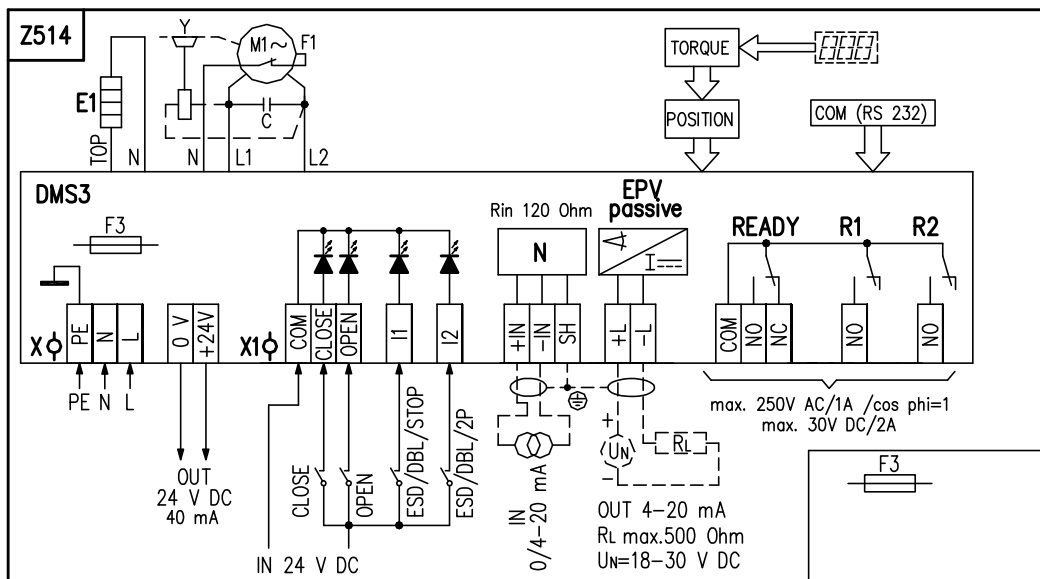 Z514
Y
M1~
F1
E1
C
TOP
N
N
L1
L2
TORQUE
POSITION
COM (RS 232)
DMS3
F3
Rin 120 Ohm
N
EPV
passive
I
READY
R1
R2
X
PE
N
L
0 V
+24V
X1
COM
CLOSE
OPEN
I1
I2
+IN
-IN
SH
+L
-L
COM
NO
NC
NO
NO
PE N L
OUT
24 V DC
40 mA
CLOSE
OPEN
ESD/DBL/STOP
ESD/DBL/2P
IN 24 V DC
IN
0/4-20 mA
+
UN
-
RL
OUT 4-20 mA
RL max.500 Ohm
UN=18-30 V DC
max. 250V AC/1A /cos phi=1
max. 30V DC/2A
F3